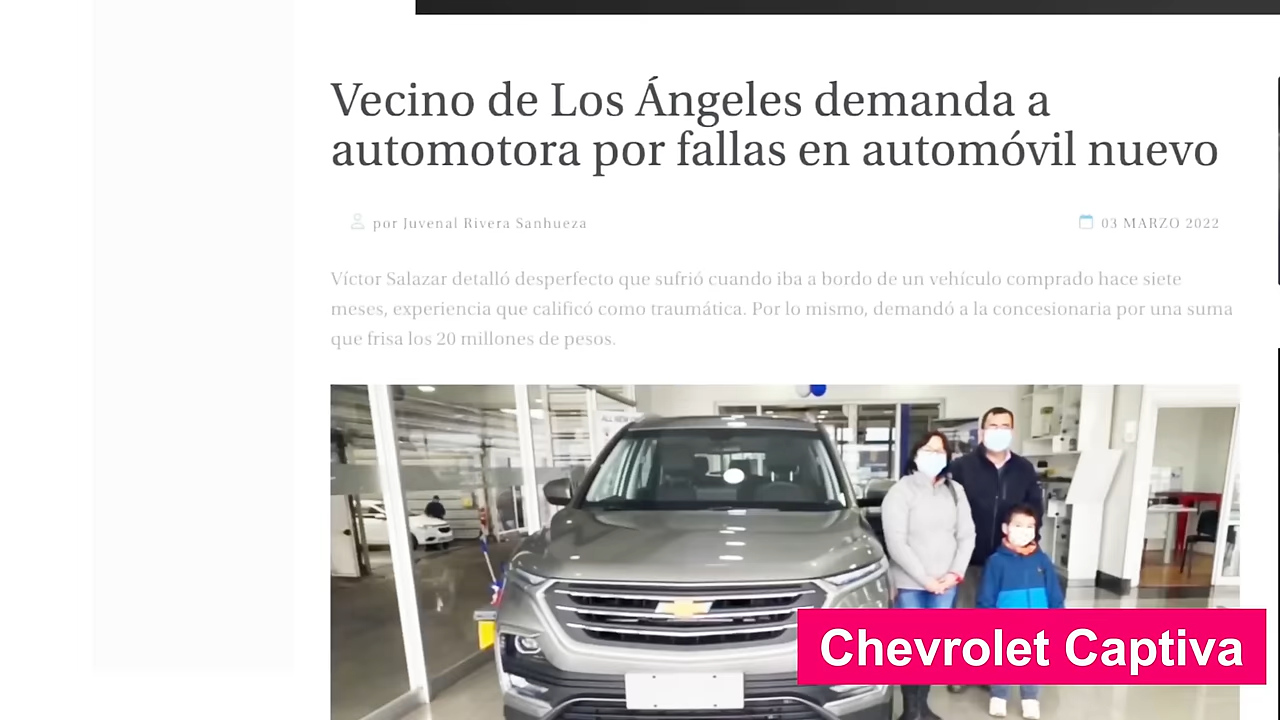 Vecino de Los Ángeles demanda a
automotora por fallas en automóvil nuevo
por Juvenal Rivera Sanhueza
03 MARZO 2022
Víctor Salazar detalló desperfecto que sufrió cuando iba a bordo de un vehículo comprado hace siete
meses, experiencia que calificó como traumática. Por lo mismo, demandó a la concesionaria por una suma
que frisa los 20 millones de pesos.
ALL NEW
Chevrolet Captiva